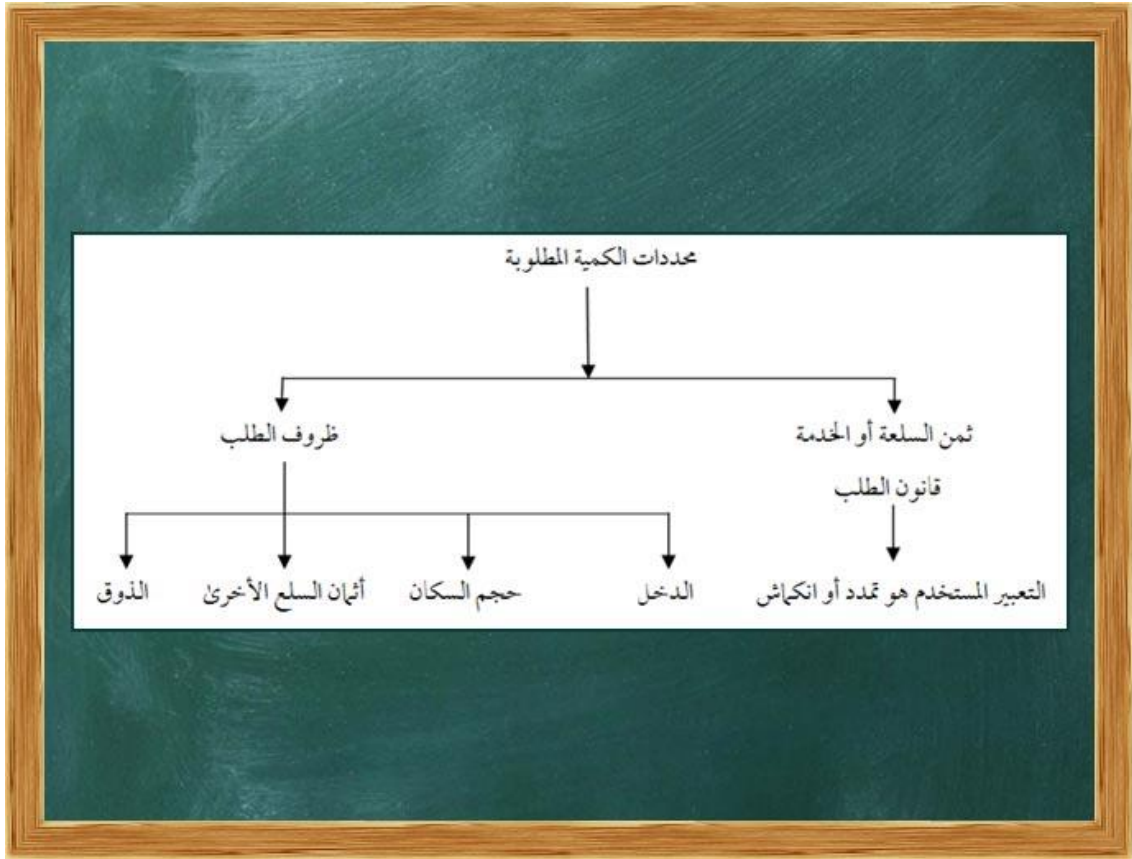 محددات الكمية المطلوبة
ثمن السلعة أو الخدمة
ظروف الطلب
قانون الطلب
التعبير المستخدم هو تمدد أو انكماش
الدخل
حجم السكان
أثمان السلع الأخرىٰ
الذوق